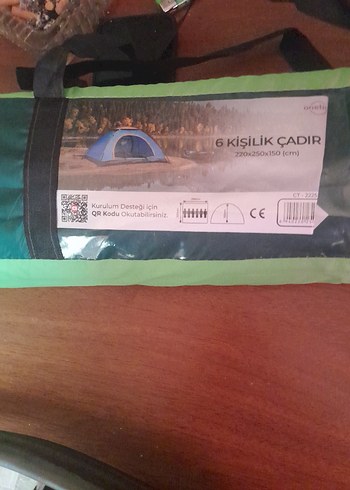 6 KİŞİLİK ÇADIR
220x250x150 (cm)
Kurulum Desteği için
QR Kodu Okutabilirsiniz.
CE